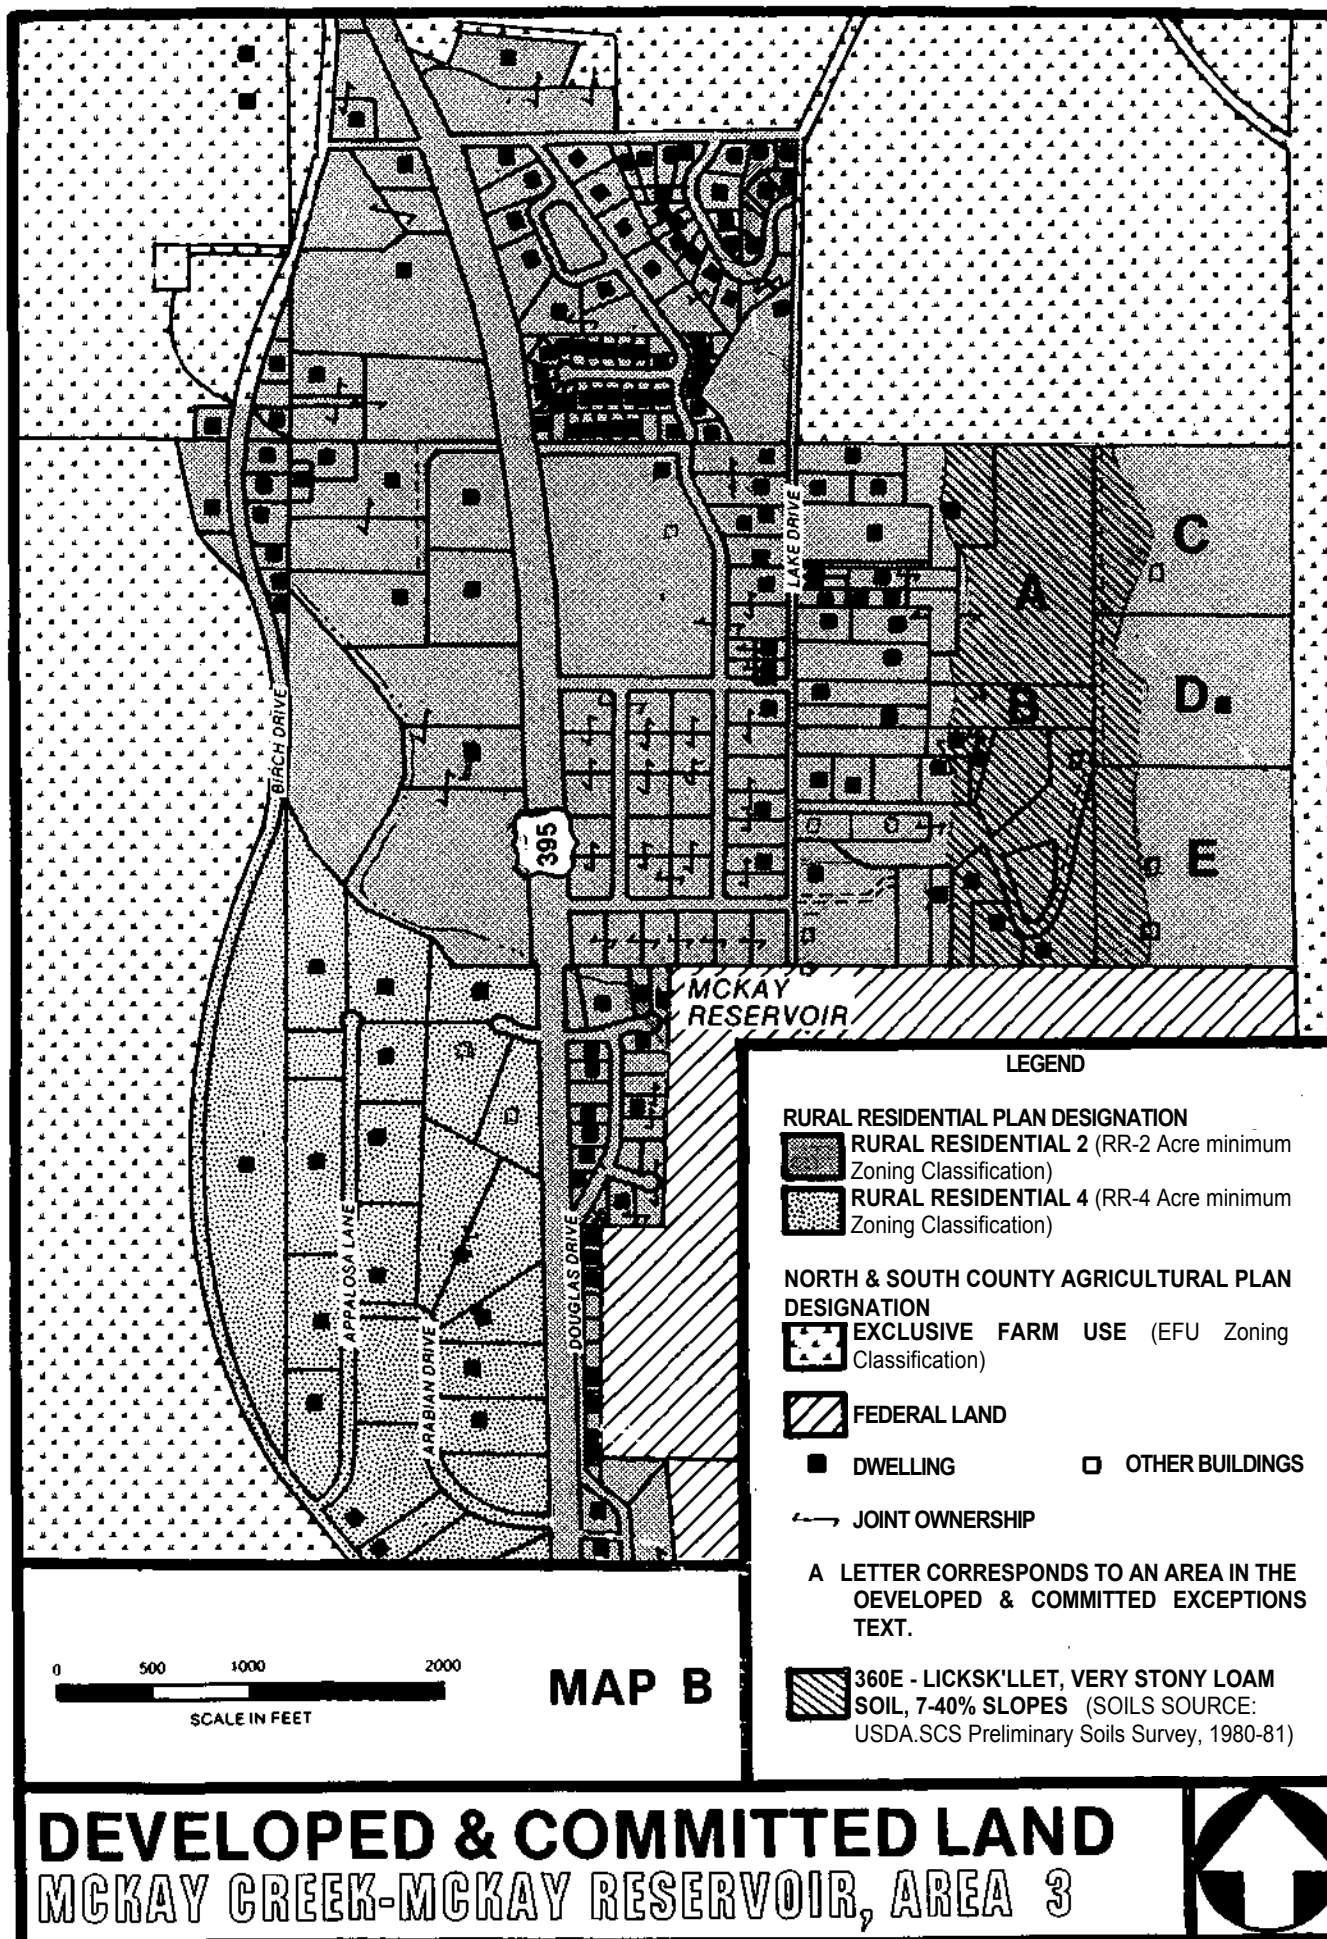 C
A
LAKE DRIVE
D
B
BIRCH DRIVE
395
E
MCKAY
RESERVOIR
APPALOSA LANE
ARABIAN DRIVE
DOUGLAS DRIVE
LEGEND
RURAL RESIDENTIAL PLAN DESIGNATION
RURAL RESIDENTIAL 2 (RR-2 Acre minimum
Zoning Classification)
RURAL RESIDENTIAL 4 (RR-4 Acre minimum
Zoning Classification)
NORTH & SOUTH COUNTY AGRICULTURAL PLAN
DESIGNATION
EXCLUSIVE FARM USE (EFU Zoning
Classification)
FEDERAL LAND
DWELLING
OTHER BUILDINGS
JOINT OWNERSHIP
A LETTER CORRESPONDS TO AN AREA IN THE
OEVELOPED & COMMITTED EXCEPTIONS
TEXT.
360E - LICKSK'LLET, VERY STONY LOAM
SOIL, 7-40% SLOPES (SOILS SOURCE:
USDA.SCS Preliminary Soils Survey, 1980-81)
0 500 1000 2000
SCALE IN FEET
MAP B
DEVELOPED & COMMITTED LAND
MCKAY CREEK-MCKAY RESERVOIR, AREA 3